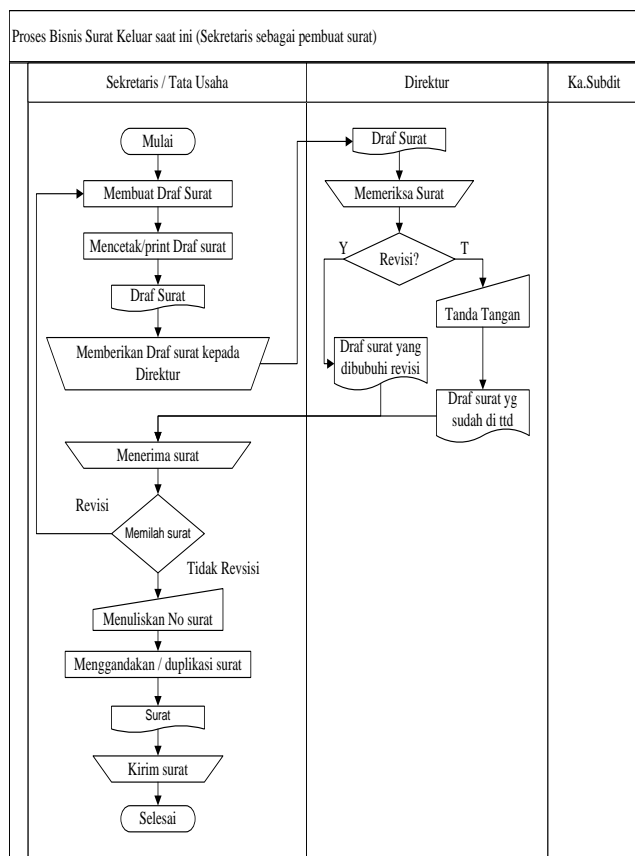 Proses Bisnis Surat Keluar saat ini (Sekretaris sebagai pembuat surat)
Sekretaris / Tata Usaha
Direktur
Ka.Subdit
Mulai
Membuat Draf Surat
Mencetak/print Draf surat
Draf Surat
Memberikan Draf surat kepada
Direktur
Draf Surat
Memeriksa Surat
Y
Revisi?
T
Tanda Tangan
Draf surat yang
dibubuhi revisi
Draf surat yg
sudah di ttd
Menerima surat
Revisi
Memilah surat
Tidak Revsisi
Menuliskan No surat
Menggandakan / duplikasi surat
Surat
Kirim surat
Selesai